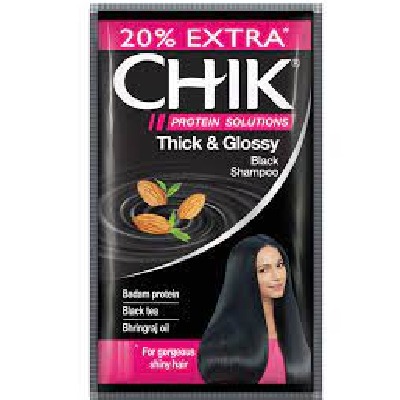 20% EXTRA*
CHIK®
PROTEIN SOLUTIONS
Thick & Glossy
Black
Shampoo
Badam protein
Black tea
Bhringraj oil
*For gorgeous
shiny hair